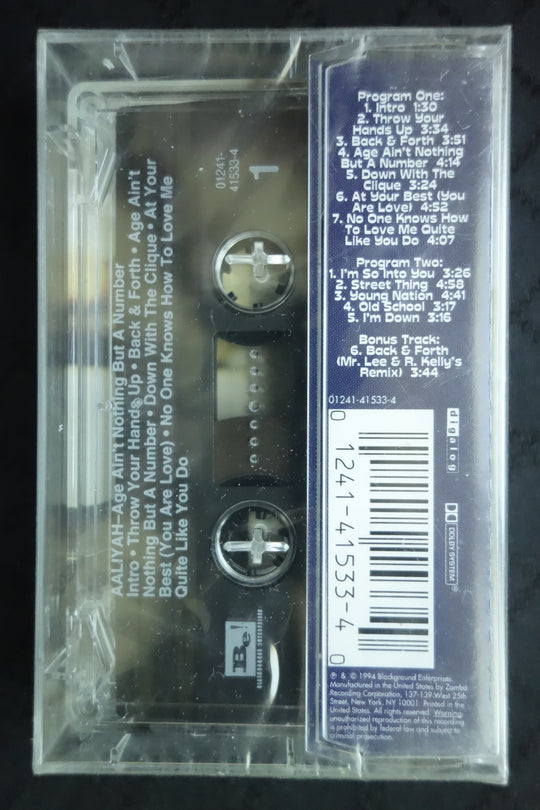 AALIYAH–Age Ain't Nothing But A Number
Intro • Throw Your Hands Up • Back & Forth • Age Ain't
Nothing But A Number • Down With The Clique • At Your
Best (You Are Love) • No One Knows How To Love Me
Quite Like You Do
01241-
41533-4
1
Be!
BLACKGROUND ENTERPRISES
Program One:
1. Intro 1:30
2. Throw Your
Hands Up 3:34
3. Back & Forth 3:51
4. Age Ain't Nothing
But A Number 4:14
5. Down With The
Clique 3:24
6. At Your Best (You
Are Love) 4:52
7. No One Knows How
To Love Me Quite
Like You Do 4:07
Program Two:
1. I'm So Into You 3:26
2. Street Thing 4:58
3. Young Nation 4:41
4. Old School 3:17
5. I'm Down 3:16
Bonus Track:
6. Back & Forth
(Mr. Lee & R. Kelly's
Remix) 3:44
01241-41533-4
0 1241-41533-4 0
digalog
DOLBY SYSTEM®
℗ & © 1994 Blackground Enterprises.
Manufactured in the United States by Zomba
Recording Corporation, 137-139 West 25th
Street, New York, NY 10001 Printed in the
United States. All rights reserved. Warning:
unauthorized reproduction of this recording
is prohibited by federal law and subject to
criminal prosecution.